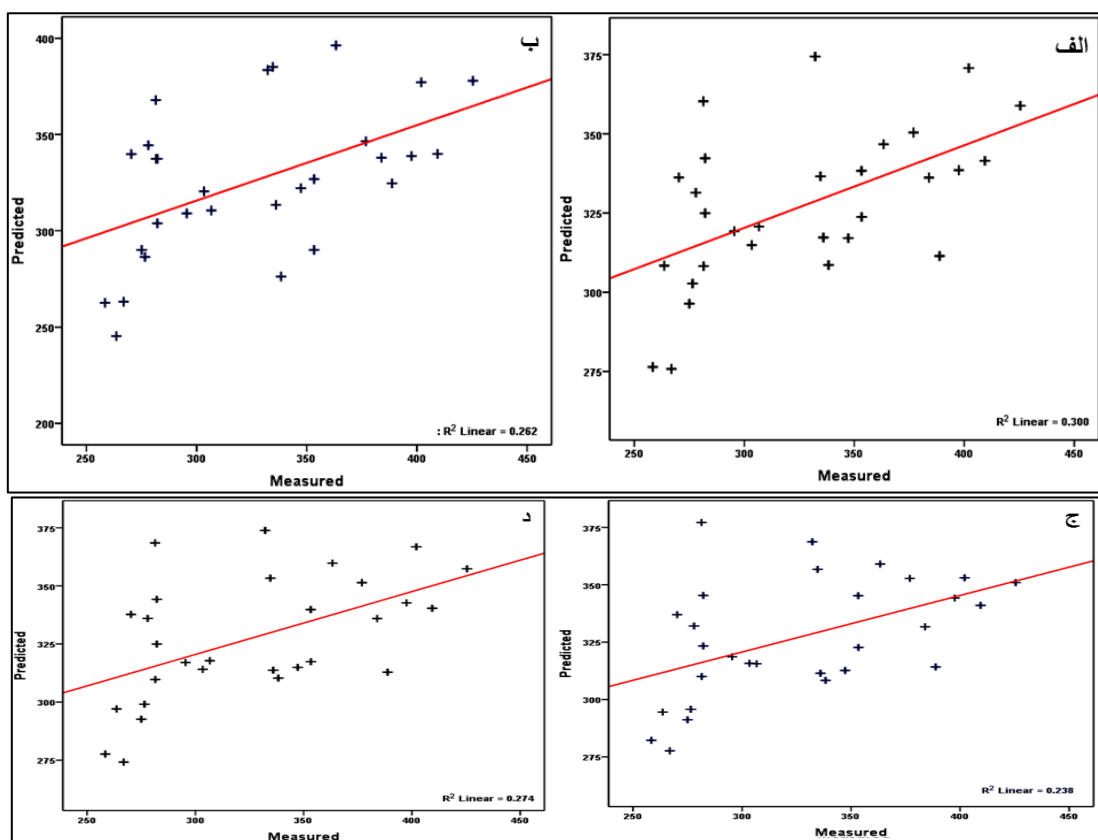 الف
375
350
325
300
275
Predicted
R² Linear = 0.300
250
300
350
400
450
Measured
ب
400
350
300
250
200
Predicted
: R² Linear = 0.262
250
300
350
400
450
Measured
ج
375
350
325
300
275
Predicted
R² Linear = 0.238
250
300
350
400
450
Measured
د
375
350
325
300
275
Predicted
R² Linear = 0.274
250
300
350
400
450
Measured